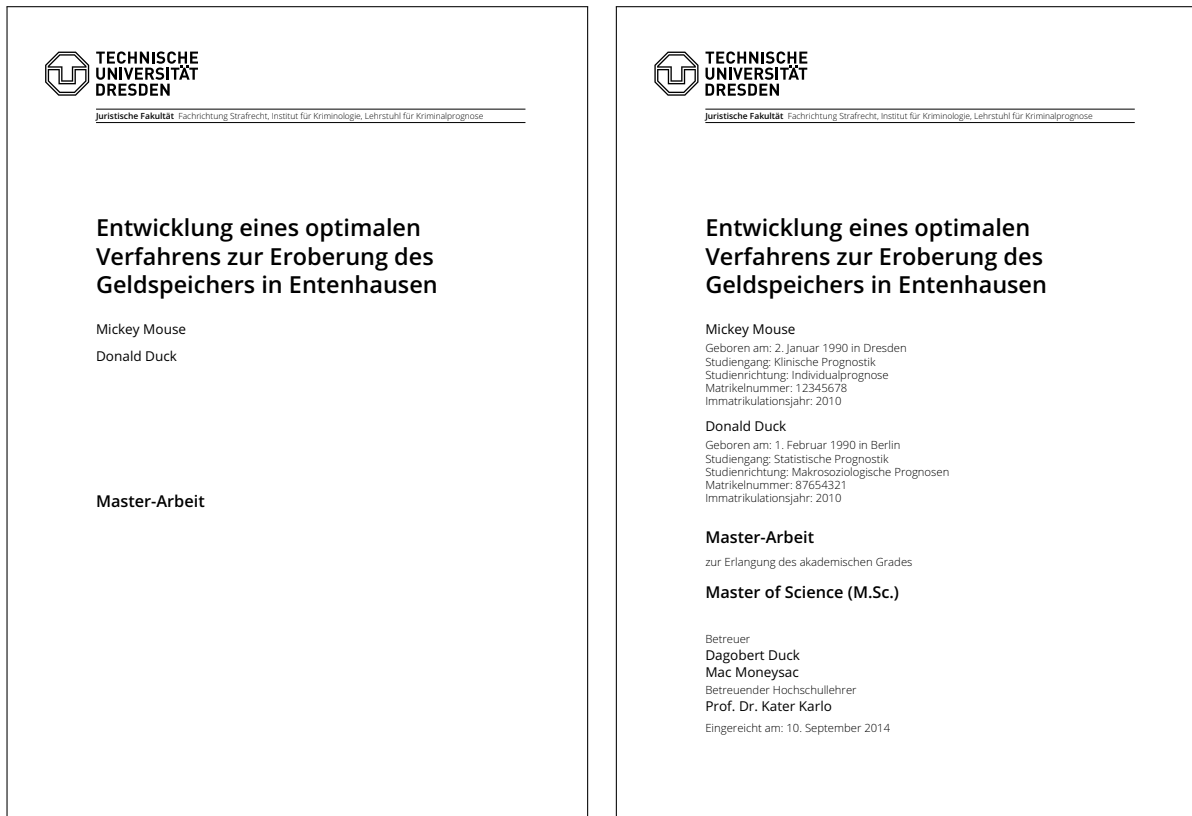 TECHNISCHE
UNIVERSITÄT
DRESDEN
Juristische Fakultät Fachrichtung Strafrecht, Institut für Kriminologie, Lehrstuhl für Kriminalprognose
Entwicklung eines optimalen
Verfahrens zur Eroberung des
Geldspeichers in Entenhausen
Mickey Mouse
Donald Duck
Master-Arbeit
TECHNISCHE
UNIVERSITÄT
DRESDEN
Juristische Fakultät Fachrichtung Strafrecht, Institut für Kriminologie, Lehrstuhl für Kriminalprognose
Entwicklung eines optimalen
Verfahrens zur Eroberung des
Geldspeichers in Entenhausen
Mickey Mouse
Geboren am: 2. Januar 1990 in Dresden
Studiengang: Klinische Prognostik
Studienrichtung: Individualprognose
Matrikelnummer: 12345678
Immatrikulationsjahr: 2010
Donald Duck
Geboren am: 1. Februar 1990 in Berlin
Studiengang: Statistische Prognostik
Studienrichtung: Makrosoziologische Prognosen
Matrikelnummer: 87654321
Immatrikulationsjahr: 2010
Master-Arbeit
zur Erlangung des akademischen Grades
Master of Science (M.Sc.)
Betreuer
Dagobert Duck
Mac Moneysac
Betreuender Hochschullehrer
Prof. Dr. Kater Karlo
Eingereicht am: 10. September 2014